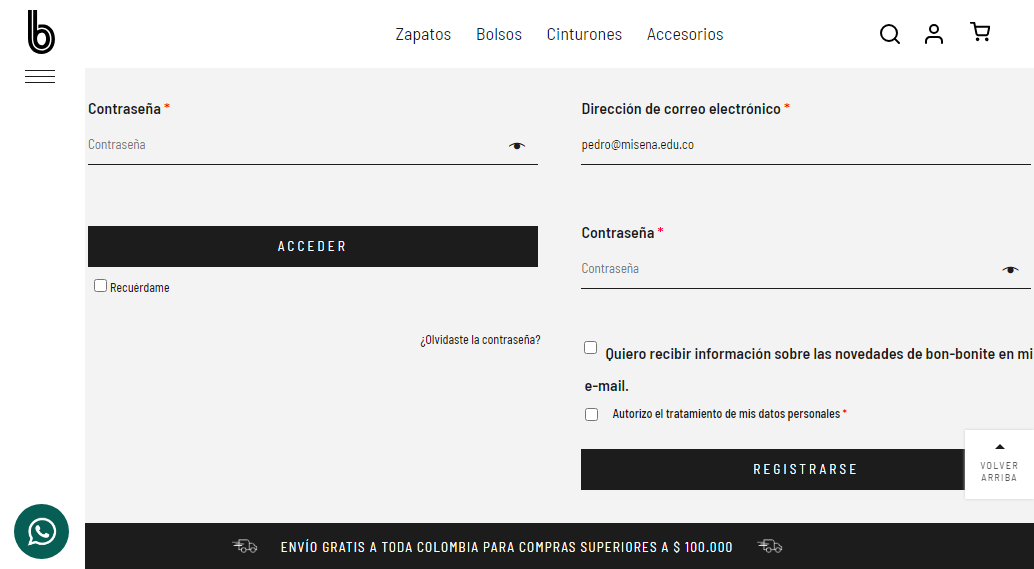 b
Zapatos Bolsos Cinturones Accesorios
Contraseña *
Contraseña
ACCEDER
Recuérdame
¿Olvidaste la contraseña?
Dirección de correo electrónico *
pedro@misena.edu.co
Contraseña *
Contraseña
Quiero recibir información sobre las novedades de bon-bonite en mi
e-mail.
Autorizo el tratamiento de mis datos personales *
REGISTRARSE
VOLVER
ARRIBA
ENVÍO GRATIS A TODA COLOMBIA PARA COMPRAS SUPERIORES A $ 100.000